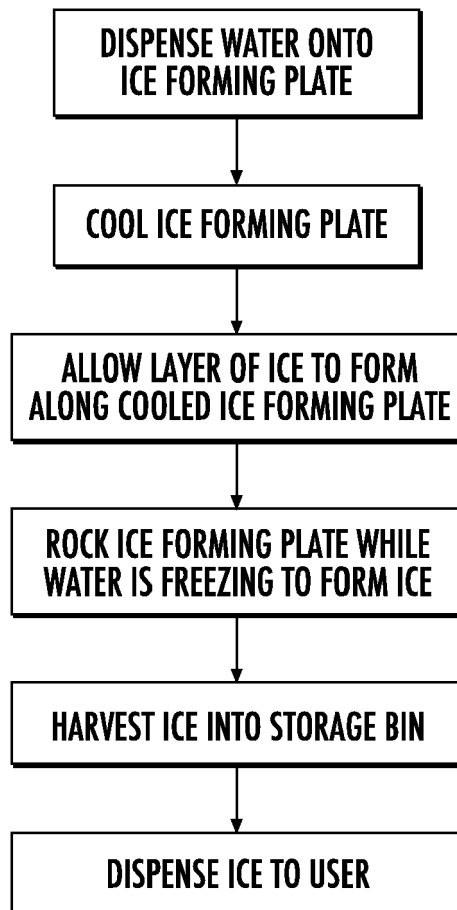 DISPENSE WATER ONTO
ICE FORMING PLATE
COOL ICE FORMING PLATE
ALLOW LAYER OF ICE TO FORM
ALONG COOLED ICE FORMING PLATE
ROCK ICE FORMING PLATE WHILE
WATER IS FREEZING TO FORM ICE
HARVEST ICE INTO STORAGE BIN
DISPENSE ICE TO USER